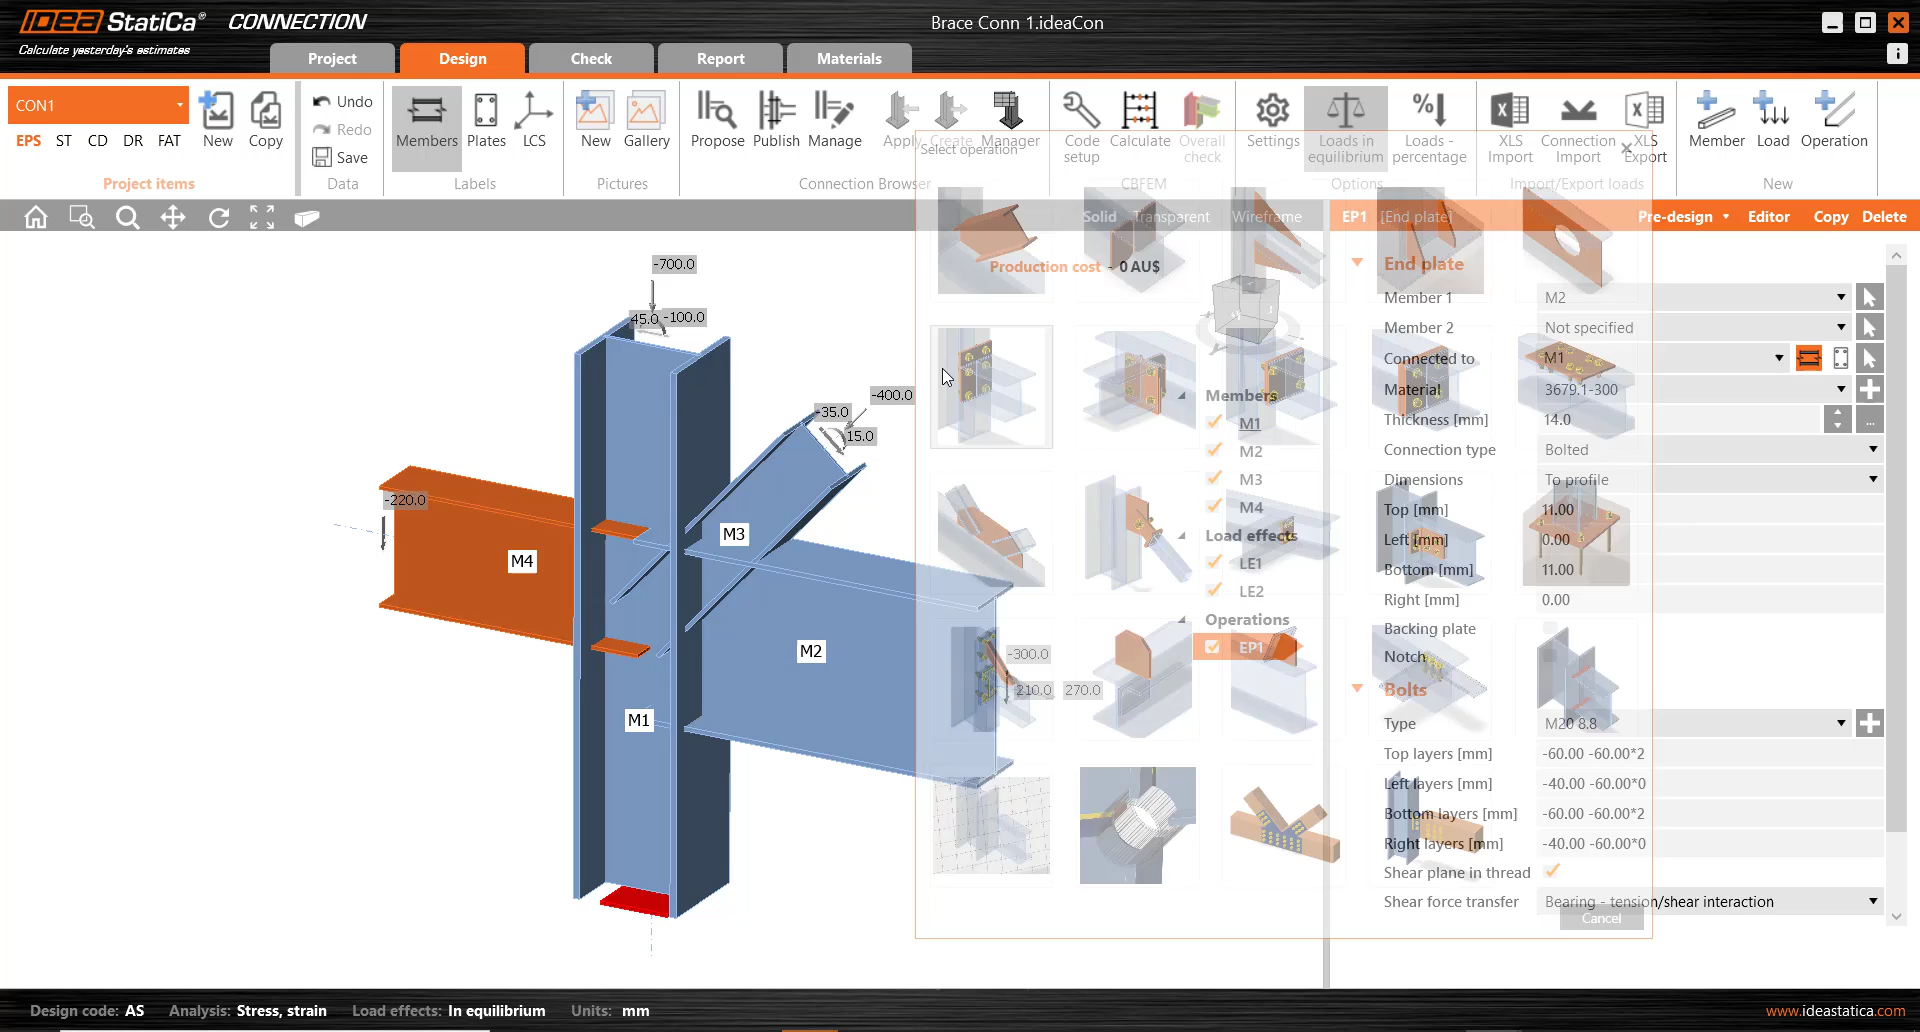 IDEA StatiCa® CONNECTION
Calculate yesterday's estimates
Brace Conn 1.ideaCon
Project
Design
Check
Report
Materials
CON1
EPS ST CD DR FAT
New
Copy
Project items
Undo
Redo
Save
Data
Members
Plates
LCS
Labels
New
Gallery
Pictures
Propose
Publish
Manage
Connection Browser
Apply
Create
Manager
Select operation
Code setup
Calculate
Overall check
CBFEM
Settings
Loads in equilibrium
Loads - percentage
Options
XLS Import
Connection Import
XLS Export
Import/Export loads
Member
Load
Operation
New
Solid
Transparent
Wireframe
EP1 [End plate]
Pre-design
Editor
Copy
Delete
Production cost - 0 AU$
-700.0
45.0
-100.0
-400.0
-35.0
15.0
-220.0
-300.0
210.0
270.0
M4
M3
M2
M1
Members
M1
M2
M3
M4
Load effects
LE1
LE2
Operations
EP1
End plate
Member 1 M2
Member 2 Not specified
Connected to M1
Material 3679.1-300
Thickness [mm] 14.0
...
Connection type Bolted
Dimensions To profile
Top [mm] 11.00
Left [mm] 0.00
Bottom [mm] 11.00
Right [mm] 0.00
Backing plate
Notch
Bolts
Type M20 8.8
Top layers [mm] -60.00 -60.00*2
Left layers [mm] -40.00 -60.00*0
Bottom layers [mm] -60.00 -60.00*2
Right layers [mm] -40.00 -60.00*0
Shear plane in thread
Shear force transfer Bearing - tension/shear interaction
Cancel
Design code: AS Analysis: Stress, strain Load effects: In equilibrium Units: mm
www.ideastatica.com